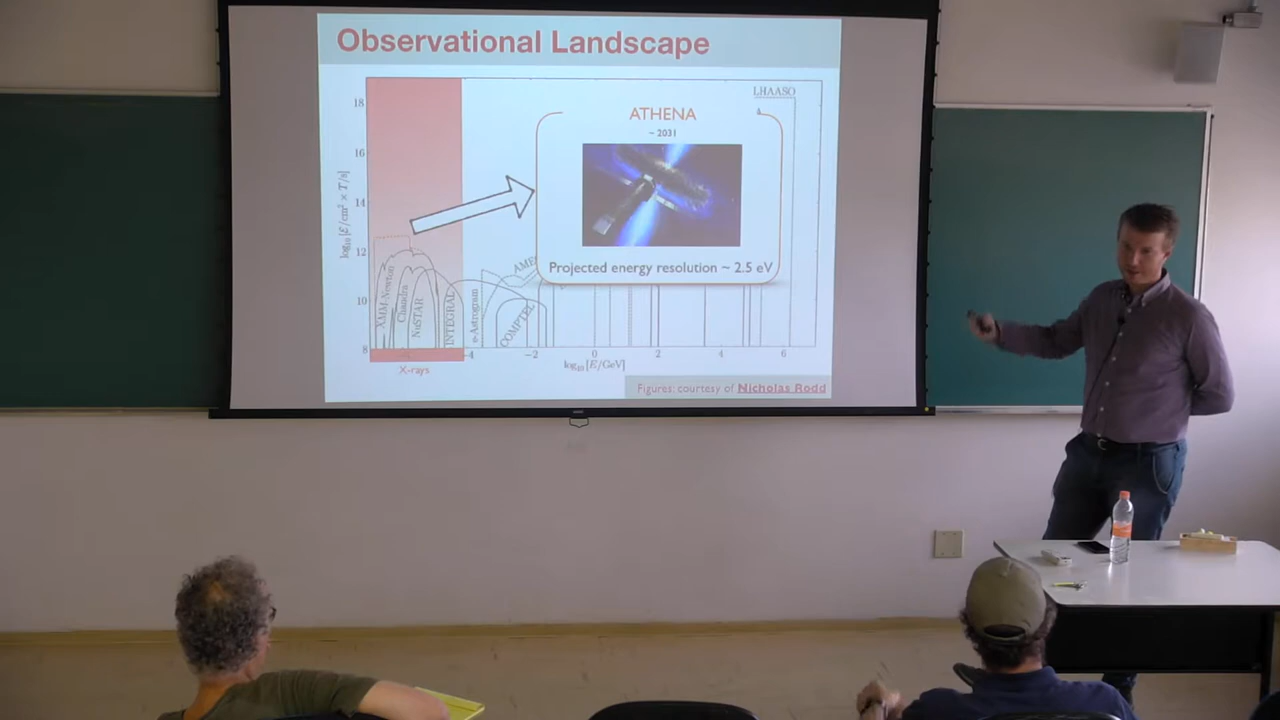 Observational Landscape
LHAASO
ATHENA
~ 2031
Projected energy resolution ~ 2.5 eV
log₁₀[ℰ/cm² × T/s]
18
16
14
12
10
8
XMM-Newton
Chandra
NuSTAR
INTEGRAL
e-Astrogam
COMPTEL
−4
−2
0
2
4
6
log₁₀[E/GeV]
X-rays
Figures: courtesy of Nicholas Rodd